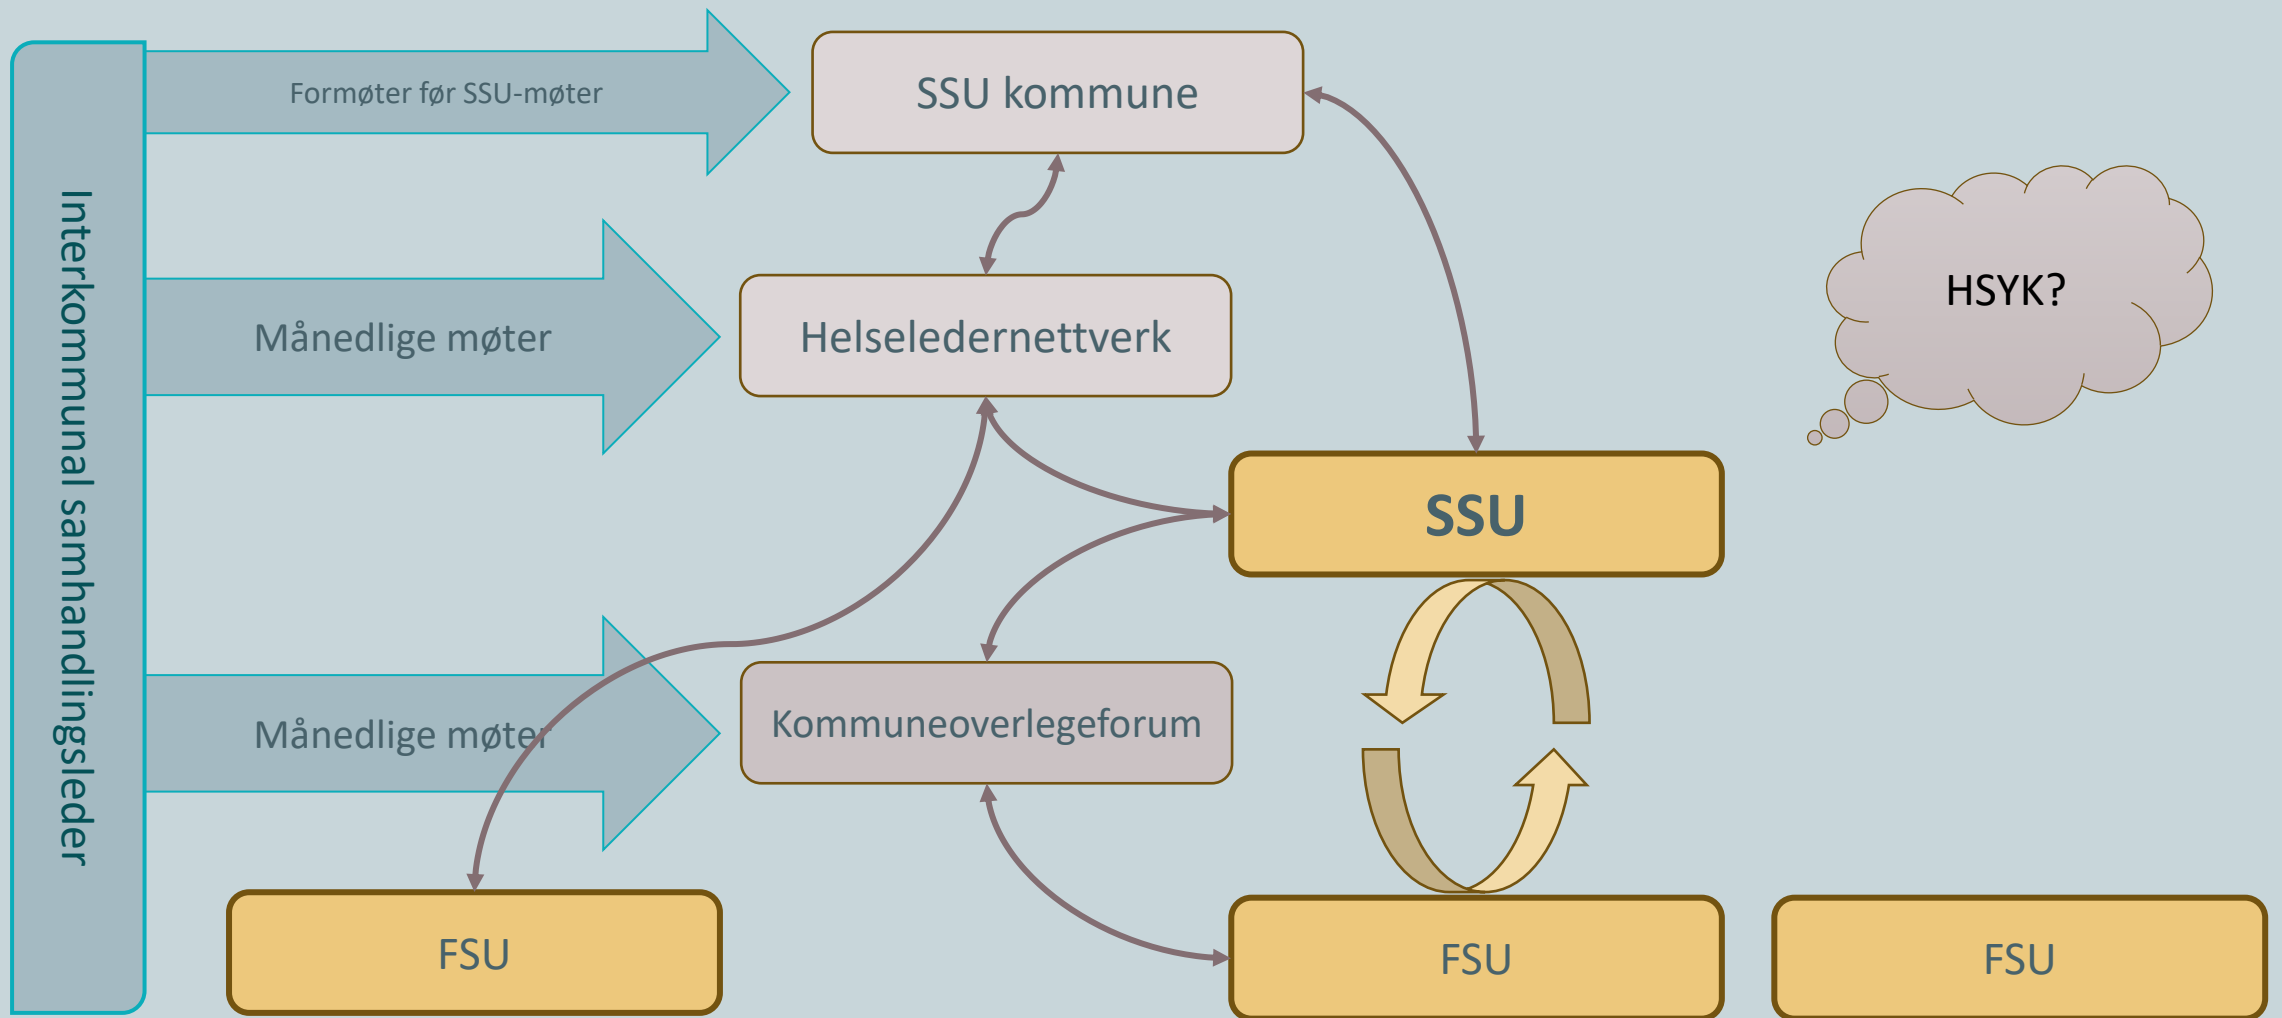 Interkommunal samhandlingsleder
Formøter før SSU-møter
SSU kommune
Månedlige møter
Helseledernettverk
HSYK?
SSU
Månedlige møter
Kommuneoverlegeforum
FSU
FSU
FSU